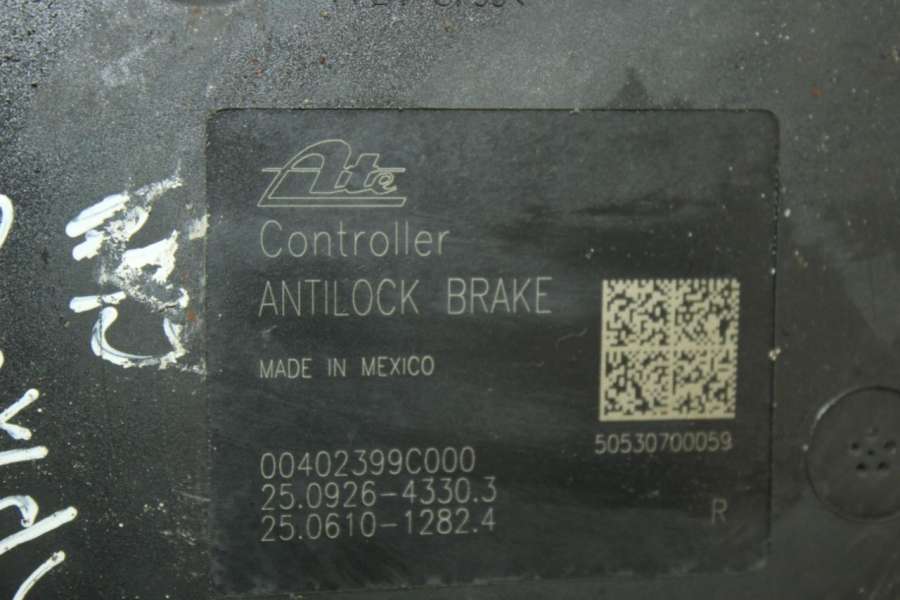 Ate
Controller
ANTILOCK BRAKE
MADE IN MEXICO
50530700059
00402399C000
25.0926-4330.3
25.0610-1282.4
R